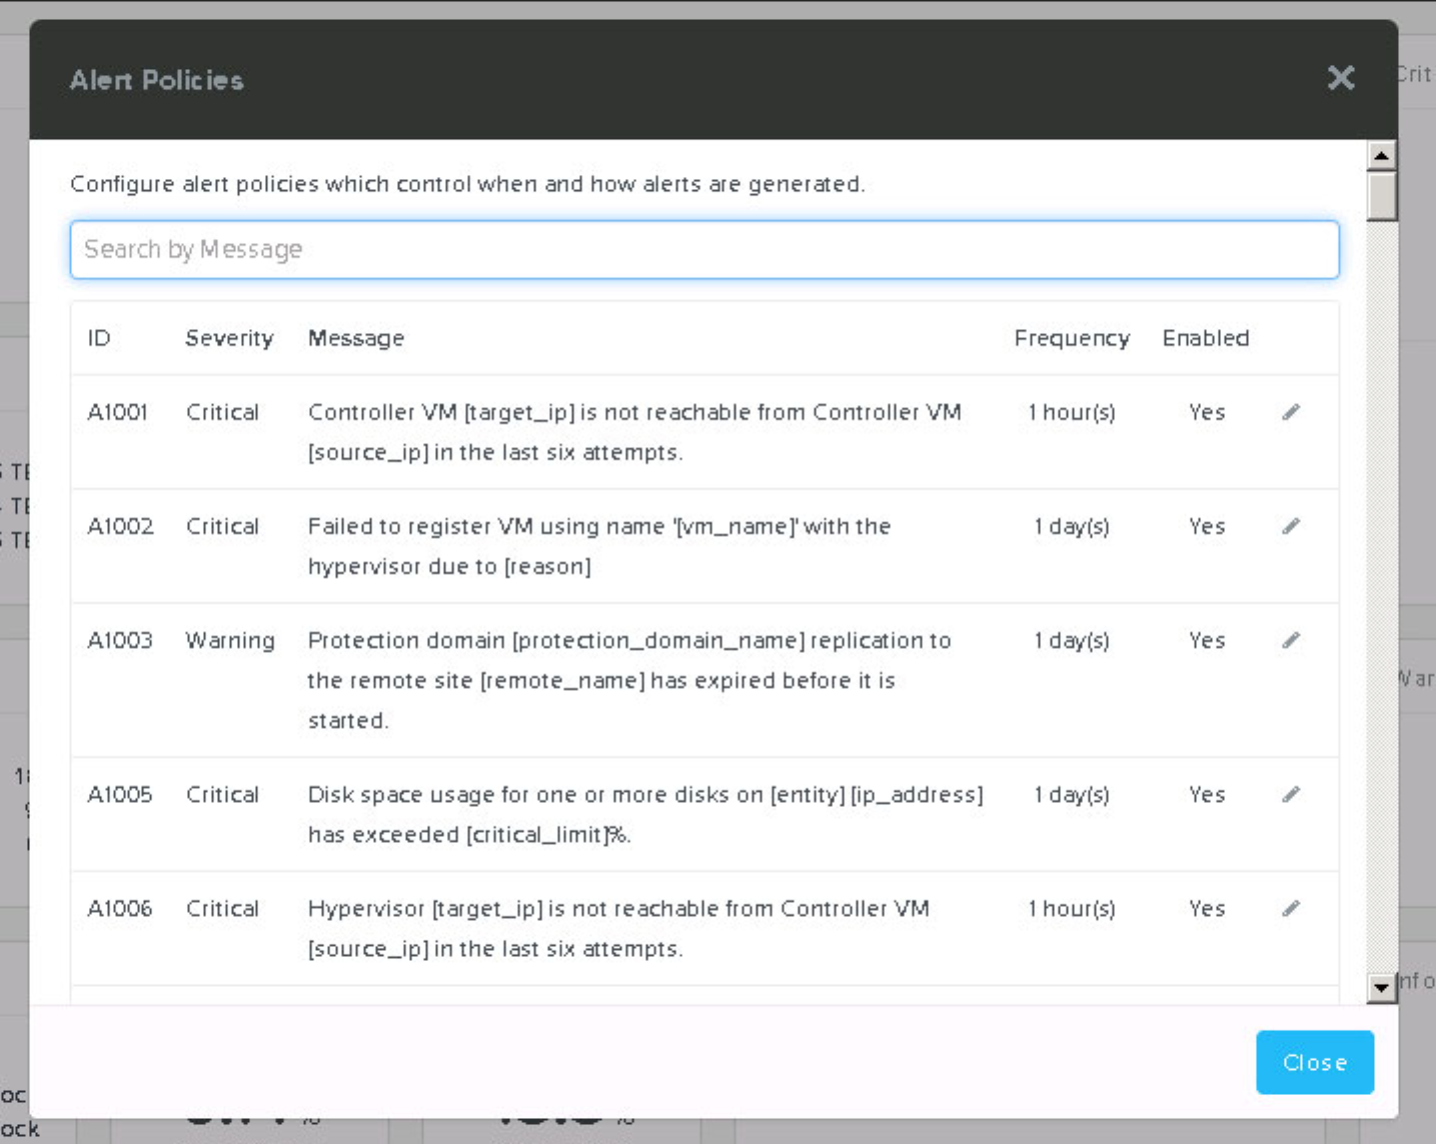 Alert Policies
Crit
Configure alert policies which control when and how alerts are generated.
Search by Message
ID Severity Message Frequency Enabled
A1001 Critical Controller VM [target_ip] is not reachable from Controller VM 1 hour(s) Yes
[source_ip] in the last six attempts.
A1002 Critical Failed to register VM using name '[vm_name]' with the 1 day(s) Yes
hypervisor due to [reason]
A1003 Warning Protection domain [protection_domain_name] replication to 1 day(s) Yes
the remote site [remote_name] has expired before it is
started.
A1005 Critical Disk space usage for one or more disks on [entity] [ip_address] 1 day(s) Yes
has exceeded [critical_limit]%.
A1006 Critical Hypervisor [target_ip] is not reachable from Controller VM 1 hour(s) Yes
[source_ip] in the last six attempts.
Close
ock